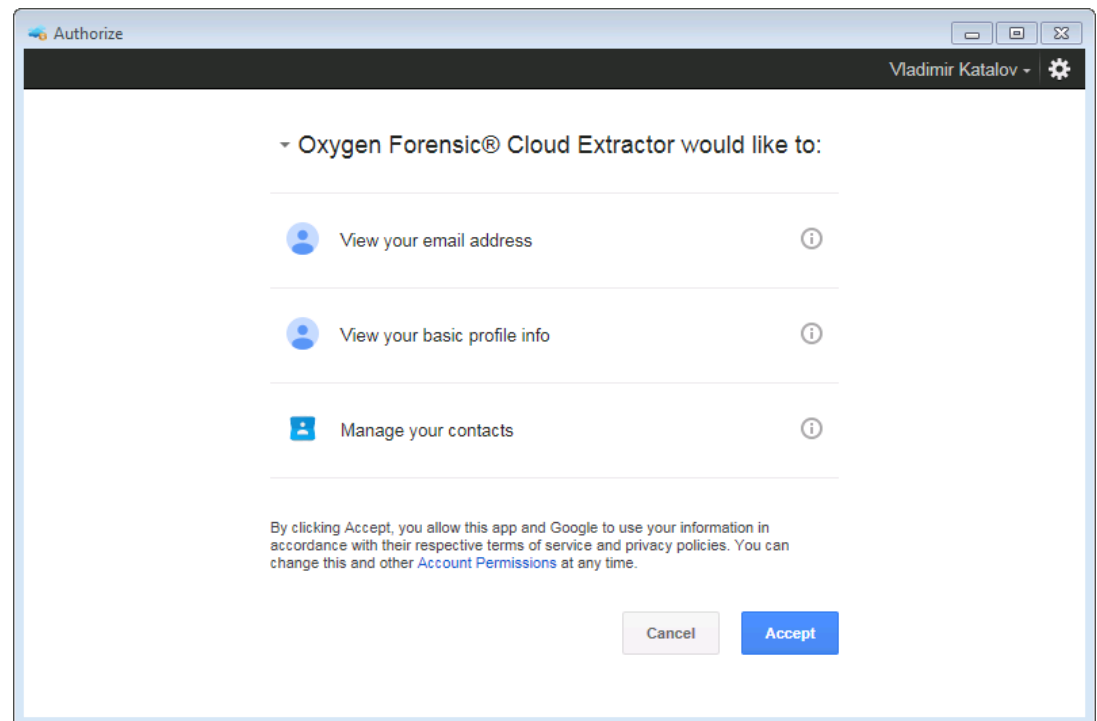 Authorize
Vladimir Katalov
Oxygen Forensic® Cloud Extractor would like to:
View your email address
View your basic profile info
Manage your contacts
By clicking Accept, you allow this app and Google to use your information in
accordance with their respective terms of service and privacy policies. You can
change this and other Account Permissions at any time.
Cancel Accept